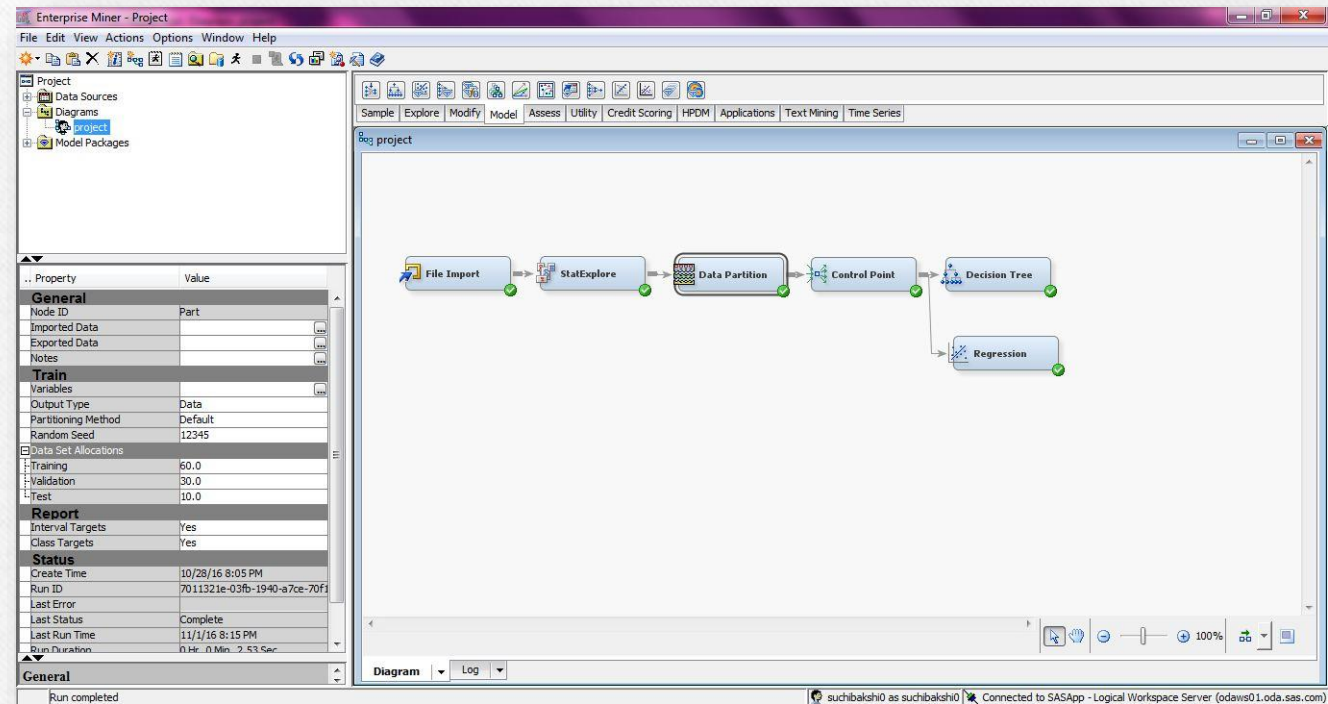 Enterprise Miner - Project
File Edit View Actions Options Window Help
Project
Data Sources
Diagrams
project
Model Packages
.. Property Value
General
Node ID Part
Imported Data
Exported Data
Notes
Train
Variables
Output Type Data
Partitioning Method Default
Random Seed 12345
Data Set Allocations
Training 60.0
Validation 30.0
Test 10.0
Report
Interval Targets Yes
Class Targets Yes
Status
Create Time 10/28/16 8:05 PM
Run ID 7011321e-03fb-1940-a7ce-70f1
Last Error
Last Status Complete
Last Run Time 11/1/16 8:15 PM
Run Duration 0 Hr. 0 Min. 2.53 Sec.
General
Sample Explore Modify Model Assess Utility Credit Scoring HPDM Applications Text Mining Time Series
project
File Import StatExplore Data Partition Control Point Decision Tree
Regression
100%
Diagram Log
Run completed suchibakshi0 as suchibakshi0 Connected to SASApp - Logical Workspace Server (odaws01.oda.sas.com)